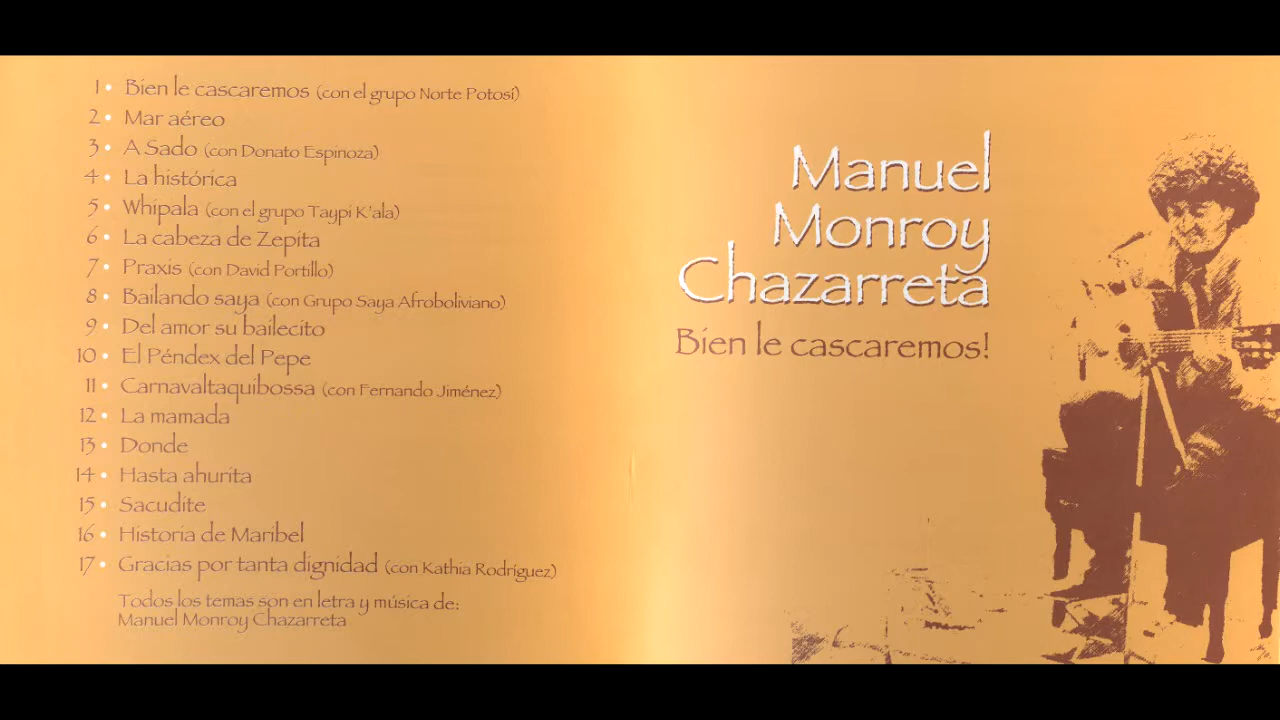 1 • Bien le cascaremos (con el grupo Norte Potosí)
2 • Mar aéreo
3 • A Sado (con Donato Espinoza)
4 • La histórica
5 • Whipala (con el grupo Taypi K'ala)
6 • La cabeza de Zepita
7 • Praxis (con David Portillo)
8 • Bailando saya (con Grupo Saya Afroboliviano)
9 • Del amor su bailecito
10 • El Péndex del Pepe
11 • Carnavaltaquibossa (con Fernando Jiménez)
12 • La mamada
13 • Donde
14 • Hasta ahurita
15 • Sacudite
16 • Historia de Maribel
17 • Gracias por tanta dignidad (con Kathia Rodríguez)
Todos los temas son en letra y música de:
Manuel Monroy Chazarreta
Manuel
Monroy
Chazarreta
Bien le cascaremos!